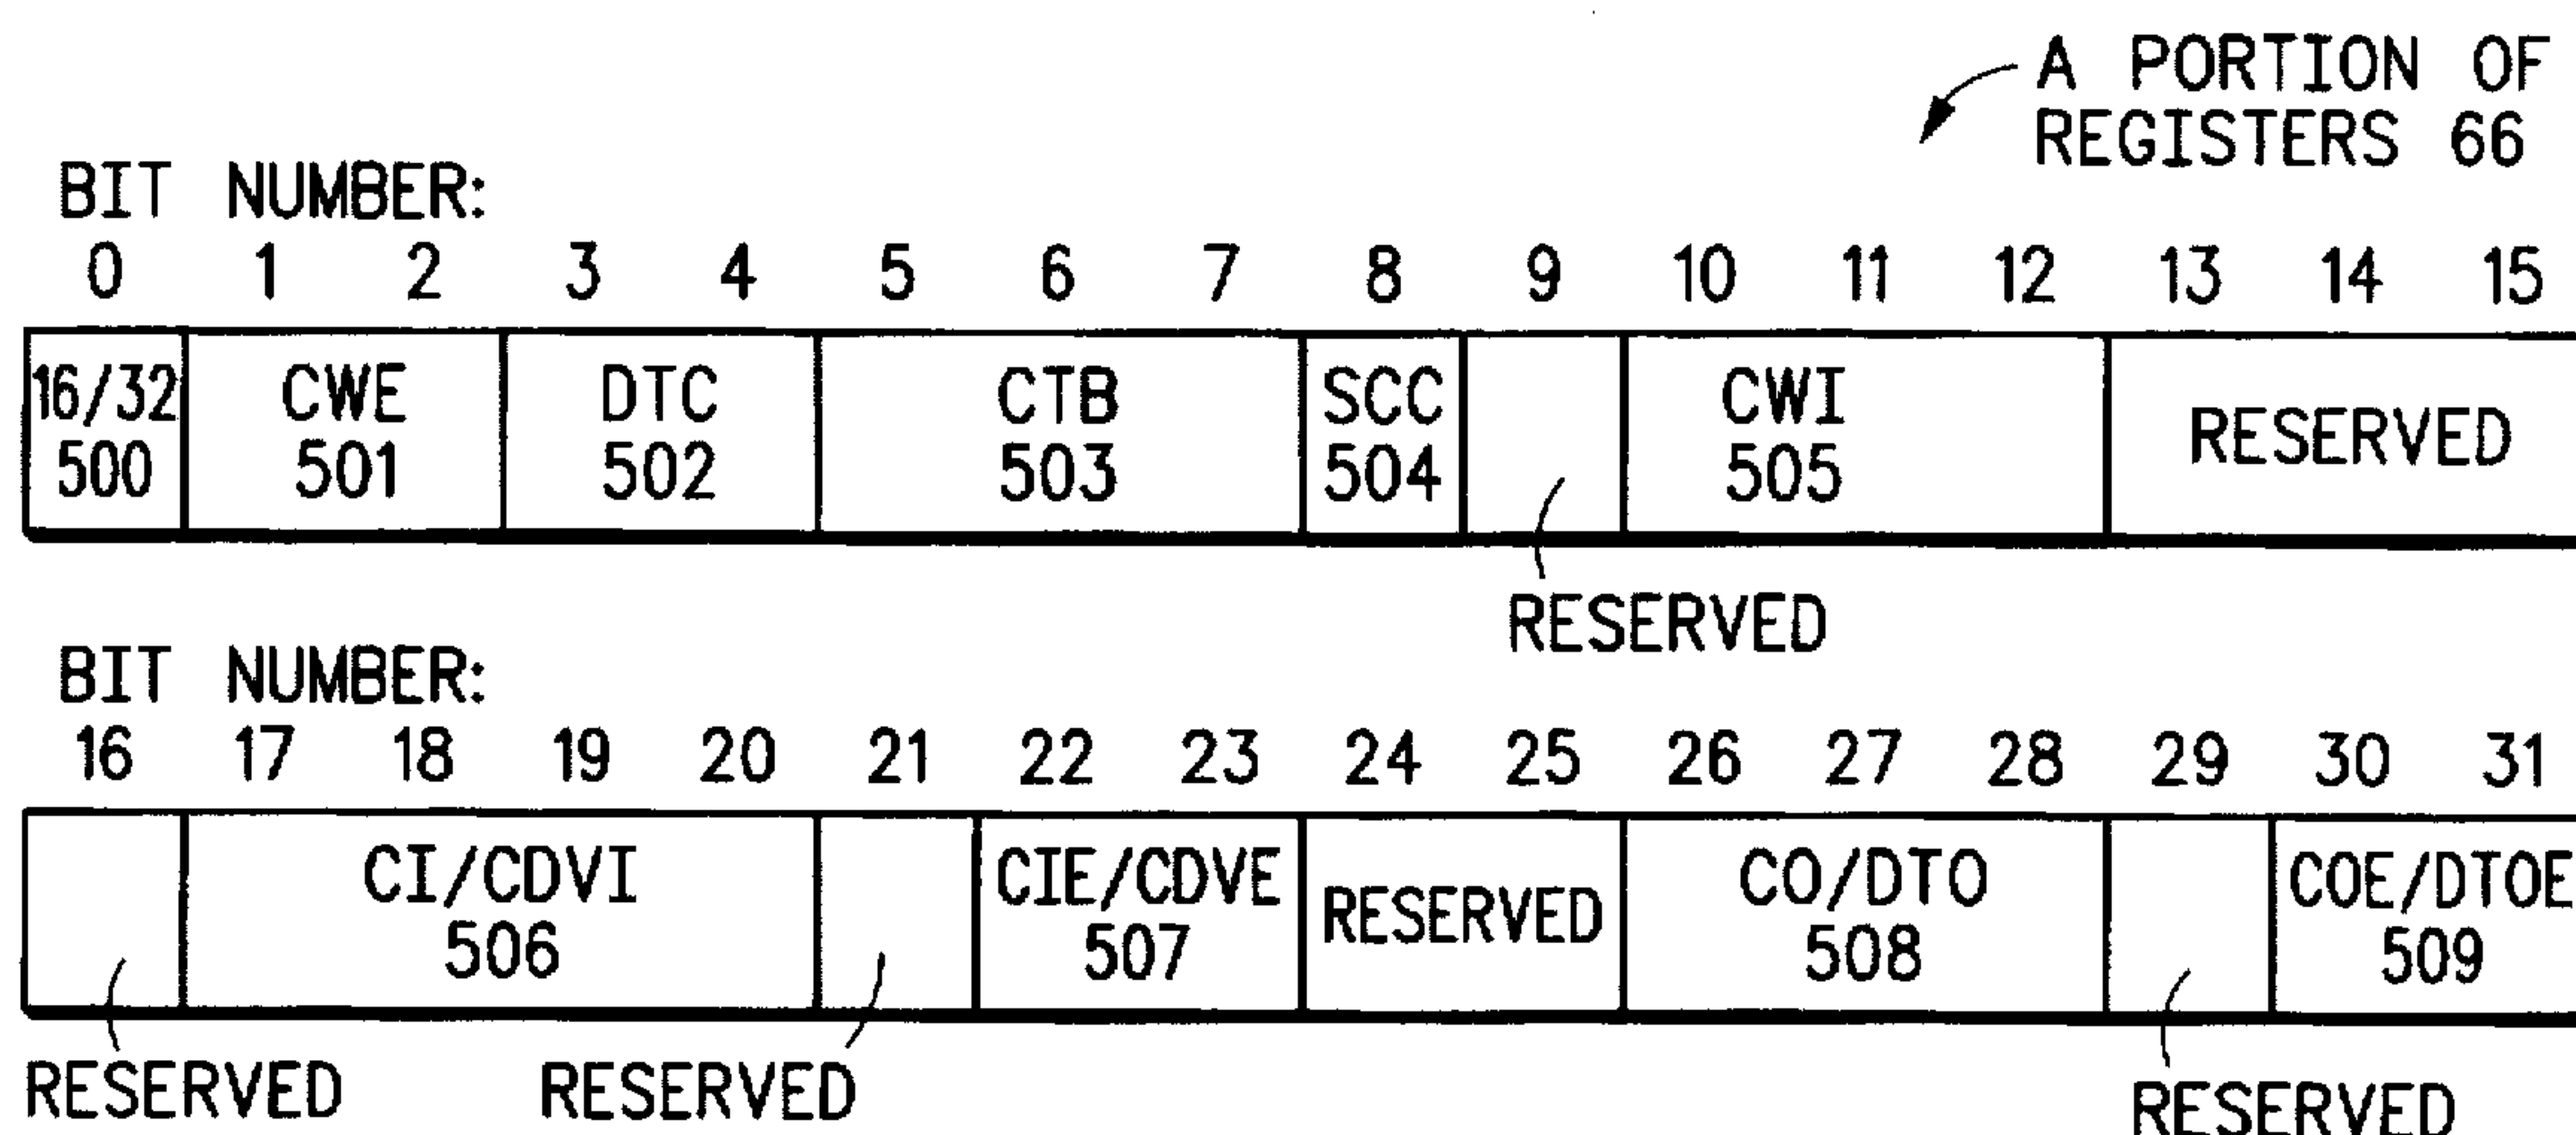 A PORTION OF
REGISTERS 66
BIT NUMBER:
0 1 2 3 4 5 6 7 8 9 10 11 12 13 14 15
16/32 CWE DTC CTB SCC CWI RESERVED
500 501 502 503 504 505
RESERVED
BIT NUMBER:
16 17 18 19 20 21 22 23 24 25 26 27 28 29 30 31
CI/CDVI CIE/CDVE RESERVED CO/DTO COE/DTOE
506 507 508 509
RESERVED RESERVED RESERVED